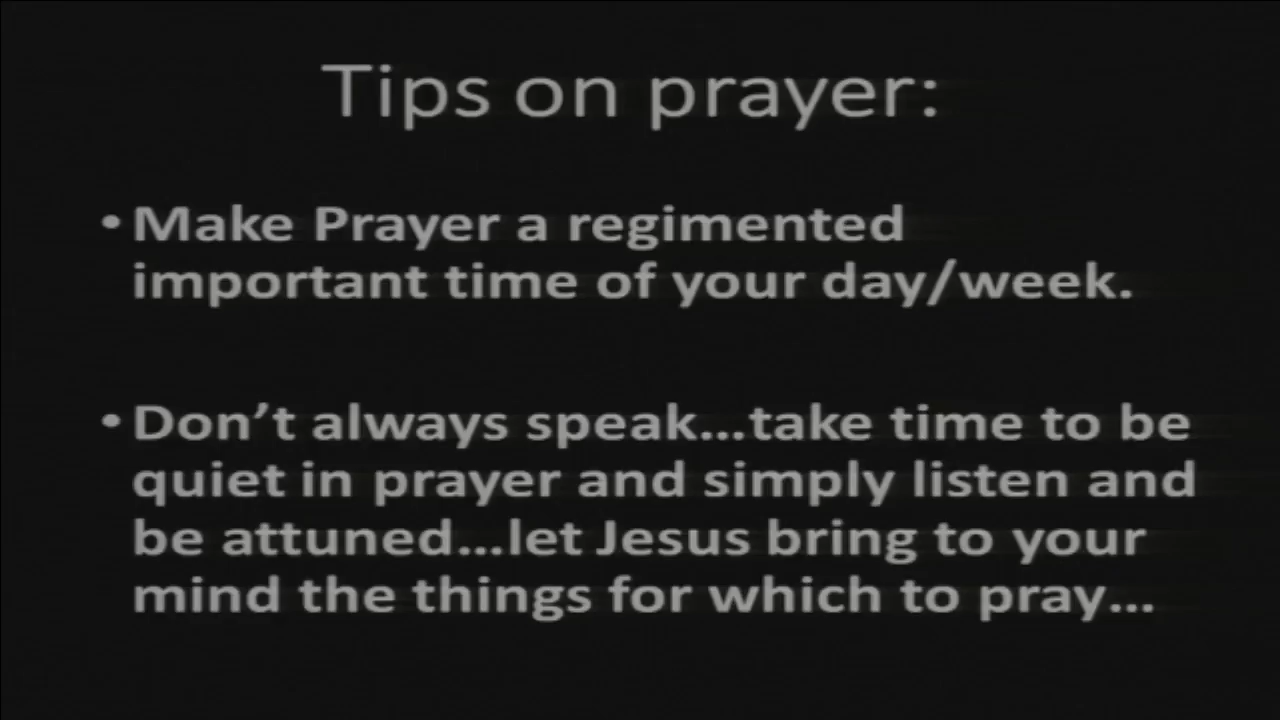 Tips on prayer:
• Make Prayer a regimented
important time of your day/week.
• Don’t always speak...take time to be
quiet in prayer and simply listen and
be attuned...let Jesus bring to your
mind the things for which to pray...